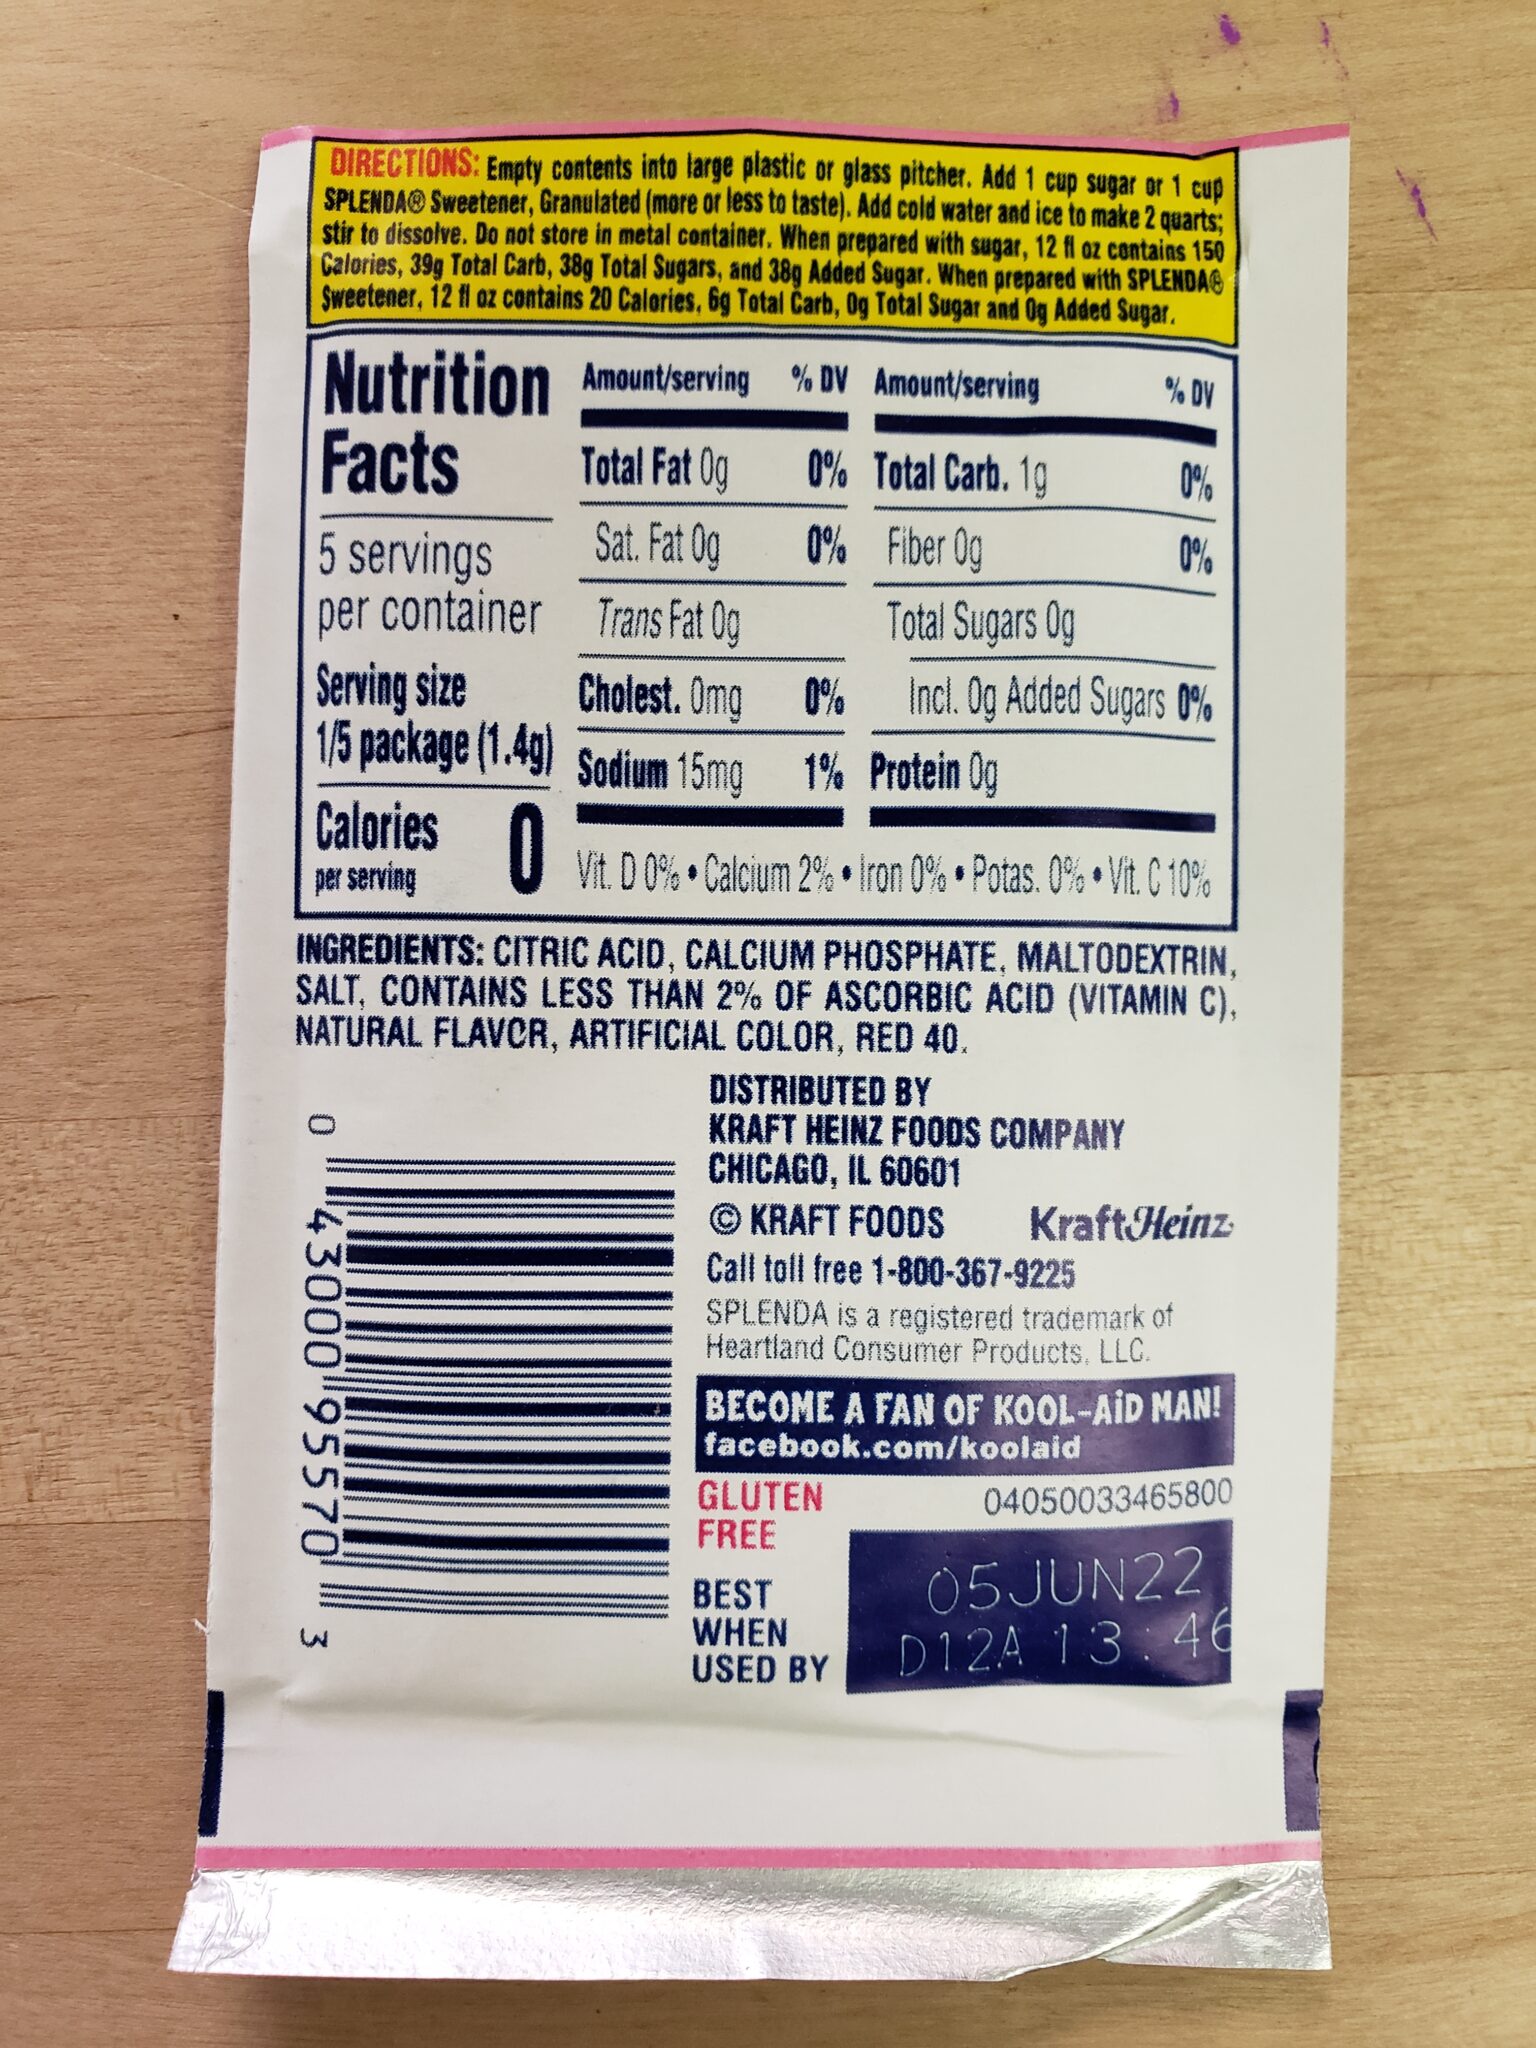 DIRECTIONS: Empty contents into large plastic or glass pitcher. Add 1 cup sugar or 1 cup
SPLENDA® Sweetener, Granulated (more or less to taste). Add cold water and ice to make 2 quarts;
stir to dissolve. Do not store in metal container. When prepared with sugar, 12 fl oz contains 150
Calories, 39g Total Carb, 38g Total Sugars, and 38g Added Sugar. When prepared with SPLENDA®
Sweetener, 12 fl oz contains 20 Calories, 6g Total Carb, 0g Total Sugar and 0g Added Sugar.
Nutrition
Facts
5 servings
per container
Serving size
1/5 package (1.4g)
Calories 0
per serving
Amount/serving % DV
Total Fat 0g 0%
Sat. Fat 0g 0%
Trans Fat 0g
Cholest. 0mg 0%
Sodium 15mg 1%
Amount/serving % DV
Total Carb. 1g 0%
Fiber 0g 0%
Total Sugars 0g
Incl. 0g Added Sugars 0%
Protein 0g
Vit. D 0% • Calcium 2% • Iron 0% • Potas. 0% • Vit. C 10%
INGREDIENTS: CITRIC ACID, CALCIUM PHOSPHATE, MALTODEXTRIN,
SALT, CONTAINS LESS THAN 2% OF ASCORBIC ACID (VITAMIN C),
NATURAL FLAVOR, ARTIFICIAL COLOR, RED 40.
0 43000 95570 3
DISTRIBUTED BY
KRAFT HEINZ FOODS COMPANY
CHICAGO, IL 60601
© KRAFT FOODS KraftHeinz
Call toll free 1-800-367-9225
SPLENDA is a registered trademark of
Heartland Consumer Products, LLC.
BECOME A FAN OF KOOL-AiD MAN!
facebook.com/koolaid
GLUTEN
FREE
04050033465800
BEST
WHEN
USED BY
05JUN22
D12A 13:46